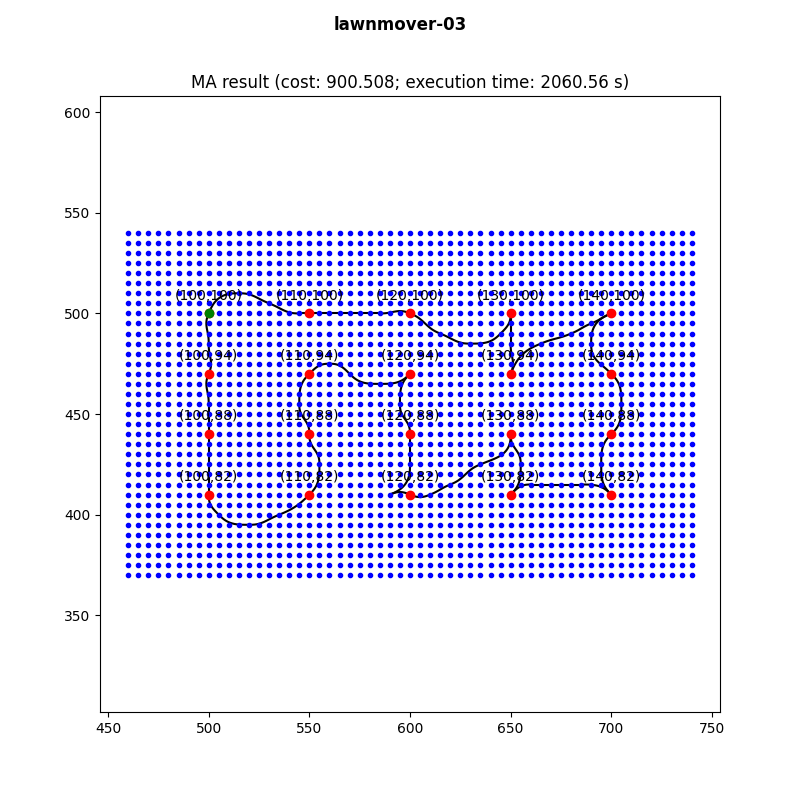 lawnmover-03
MA result (cost: 900.508; execution time: 2060.56 s)
600
550
500
450
400
350
(100,100) (110,100) (120,100) (130,100) (140,100)
(100,94) (110,94) (120,94) (130,94) (140,94)
(100,88) (110,88) (120,88) (130,88) (140,88)
(100,82) (110,82) (120,82) (130,82) (140,82)
450 500 550 600 650 700 750